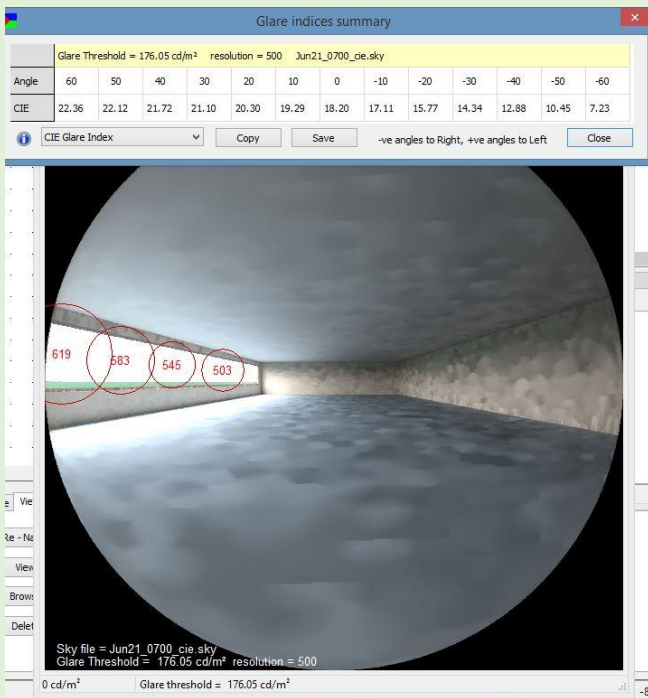 Glare indices summary
Glare Threshold = 176.05 cd/m² resolution = 500 Jun21_0700_cie.sky
Angle 60 50 40 30 20 10 0 -10 -20 -30 -40 -50 -60
CIE 22.36 22.12 21.72 21.10 20.30 19.29 18.20 17.11 15.77 14.34 12.88 10.45 7.23
CIE Glare Index Copy Save -ve angles to Right, +ve angles to Left Close
619 583 545 503
Vie
Re - Na
View
Brows
Delet
Sky file = Jun21_0700_cie.sky
Glare Threshold = 176.05 cd/m² resolution = 500
0 cd/m² Glare threshold = 176.05 cd/m²
-8